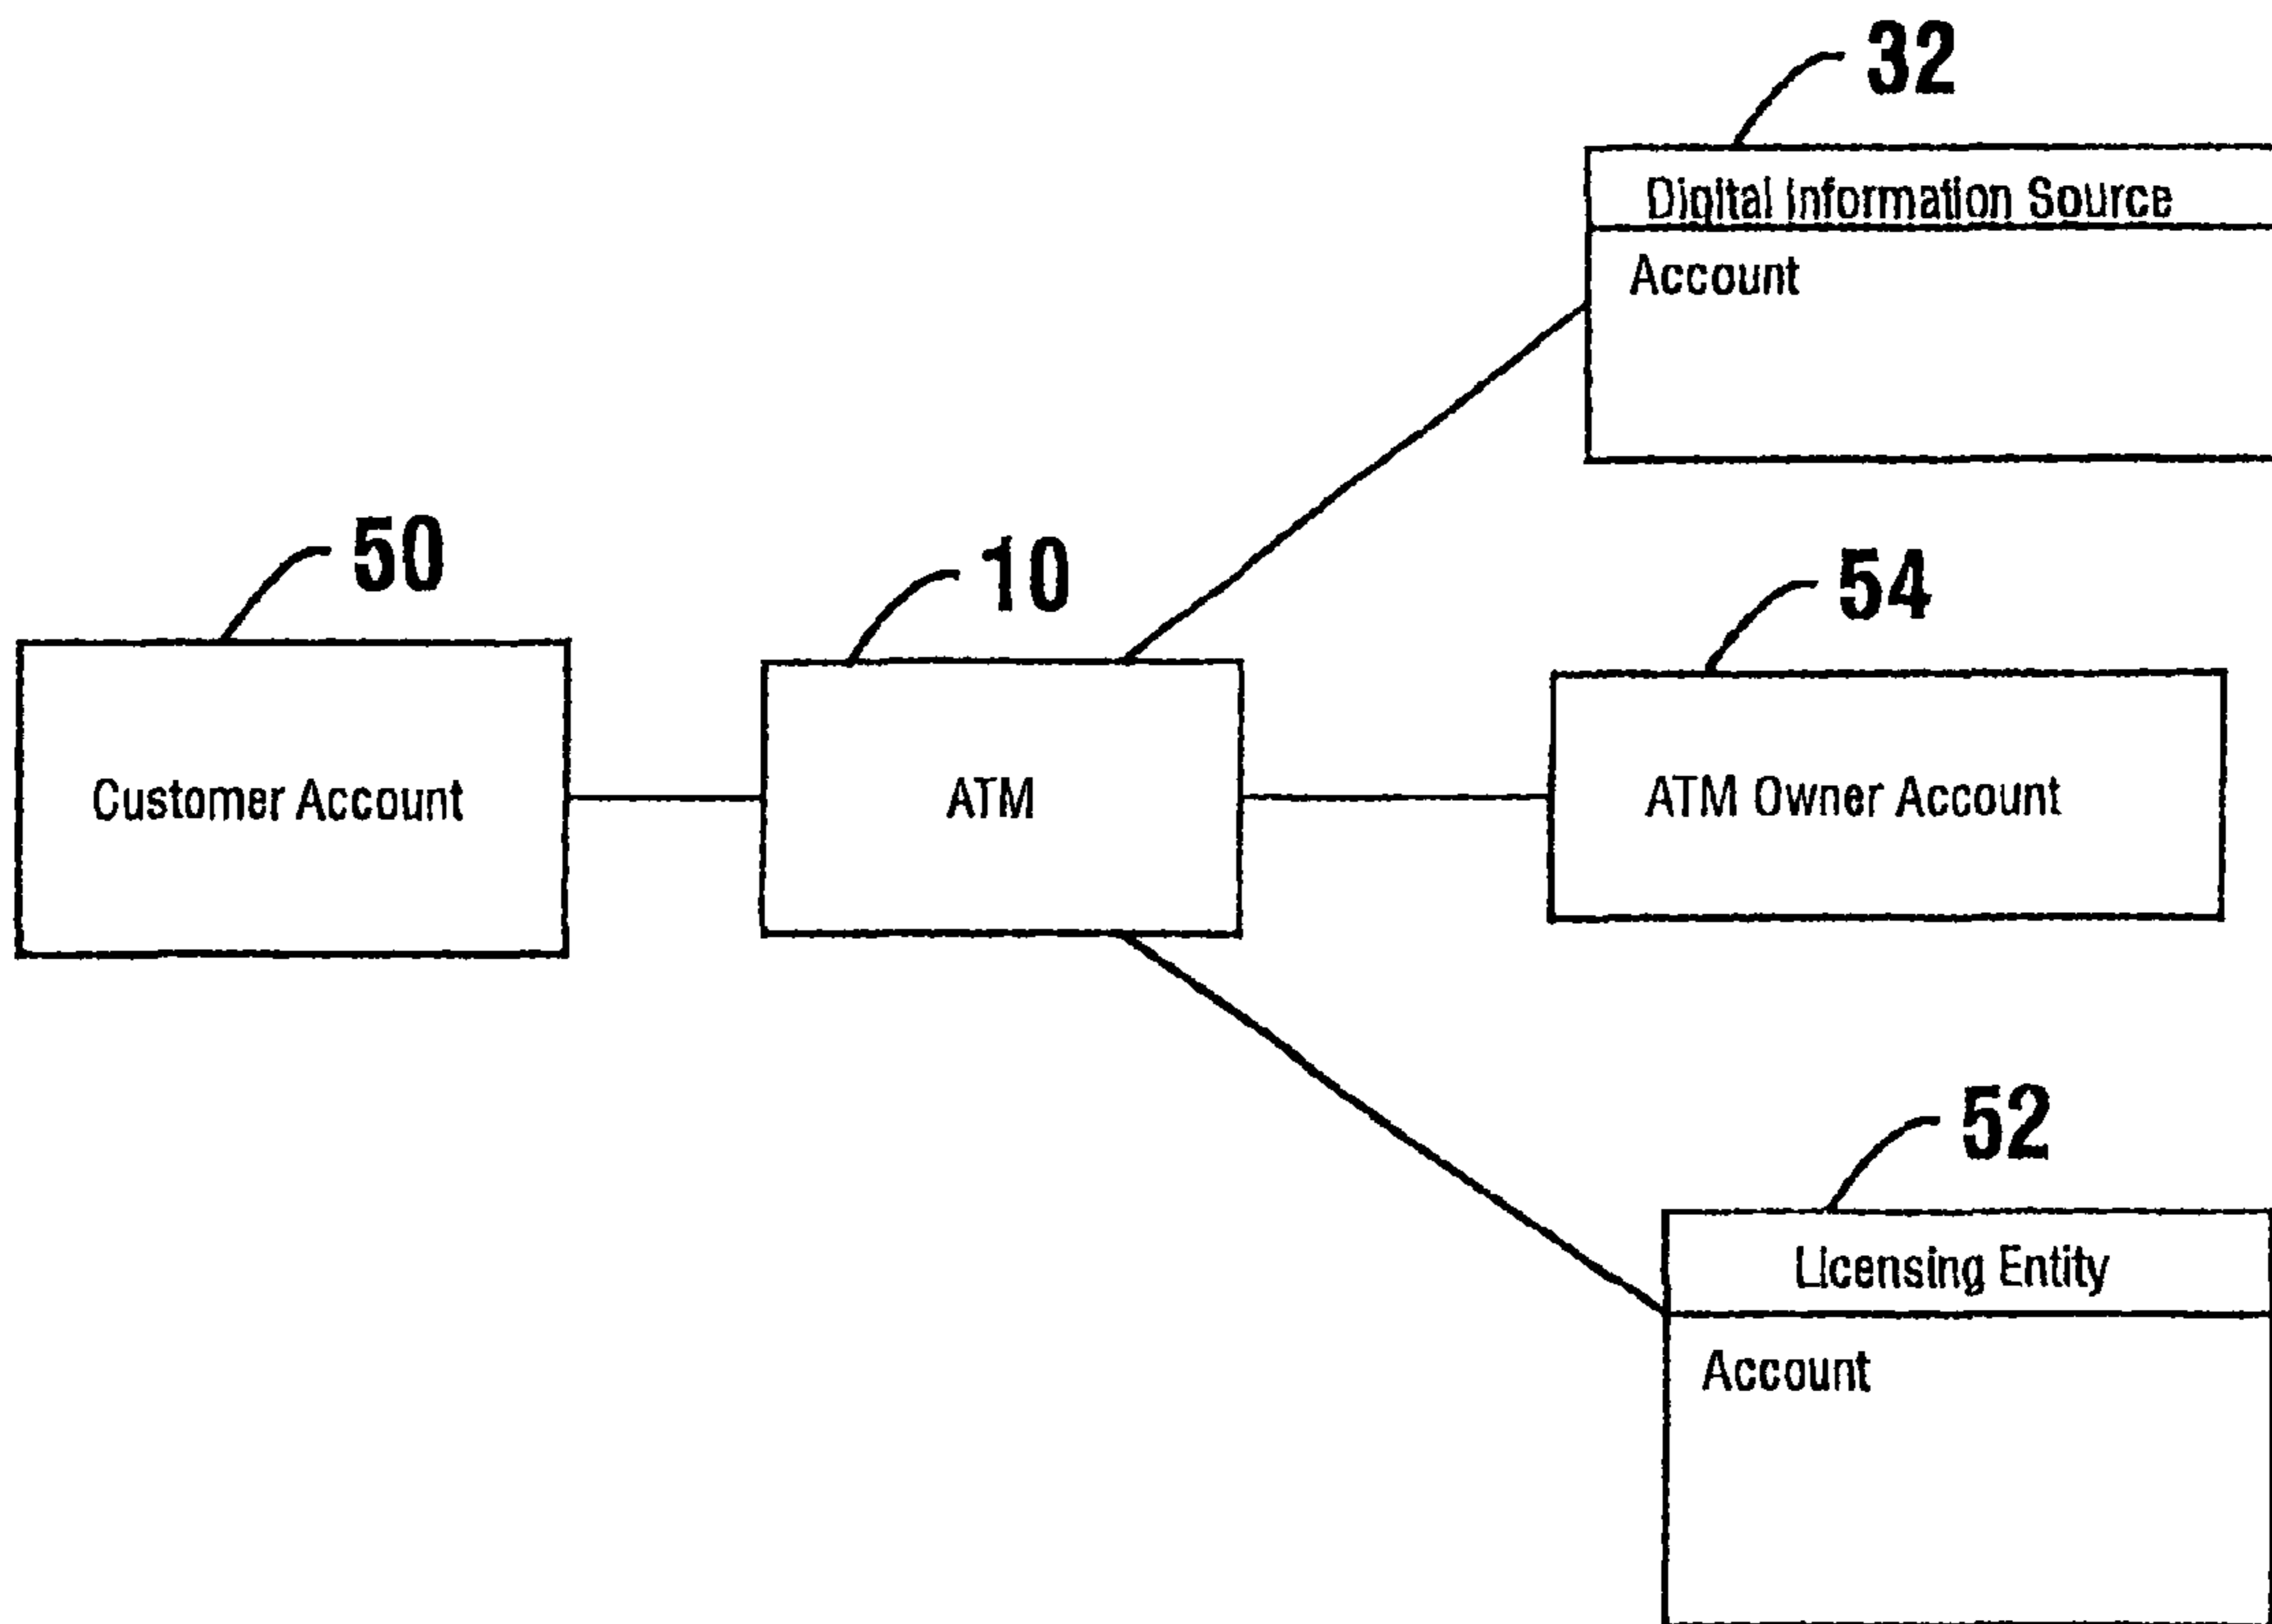 32
Digital Information Source
Account
50
10
54
Customer Account
ATM
ATM Owner Account
52
Licensing Entity
Account